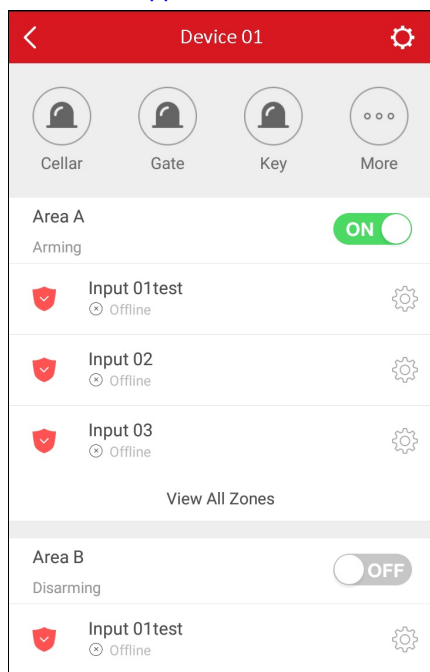 Device 01
Cellar Gate Key More
Area A
ON
Arming
Input 01test
Offline
Input 02
Offline
Input 03
Offline
View All Zones
Area B
OFF
Disarming
Input 01test
Offline